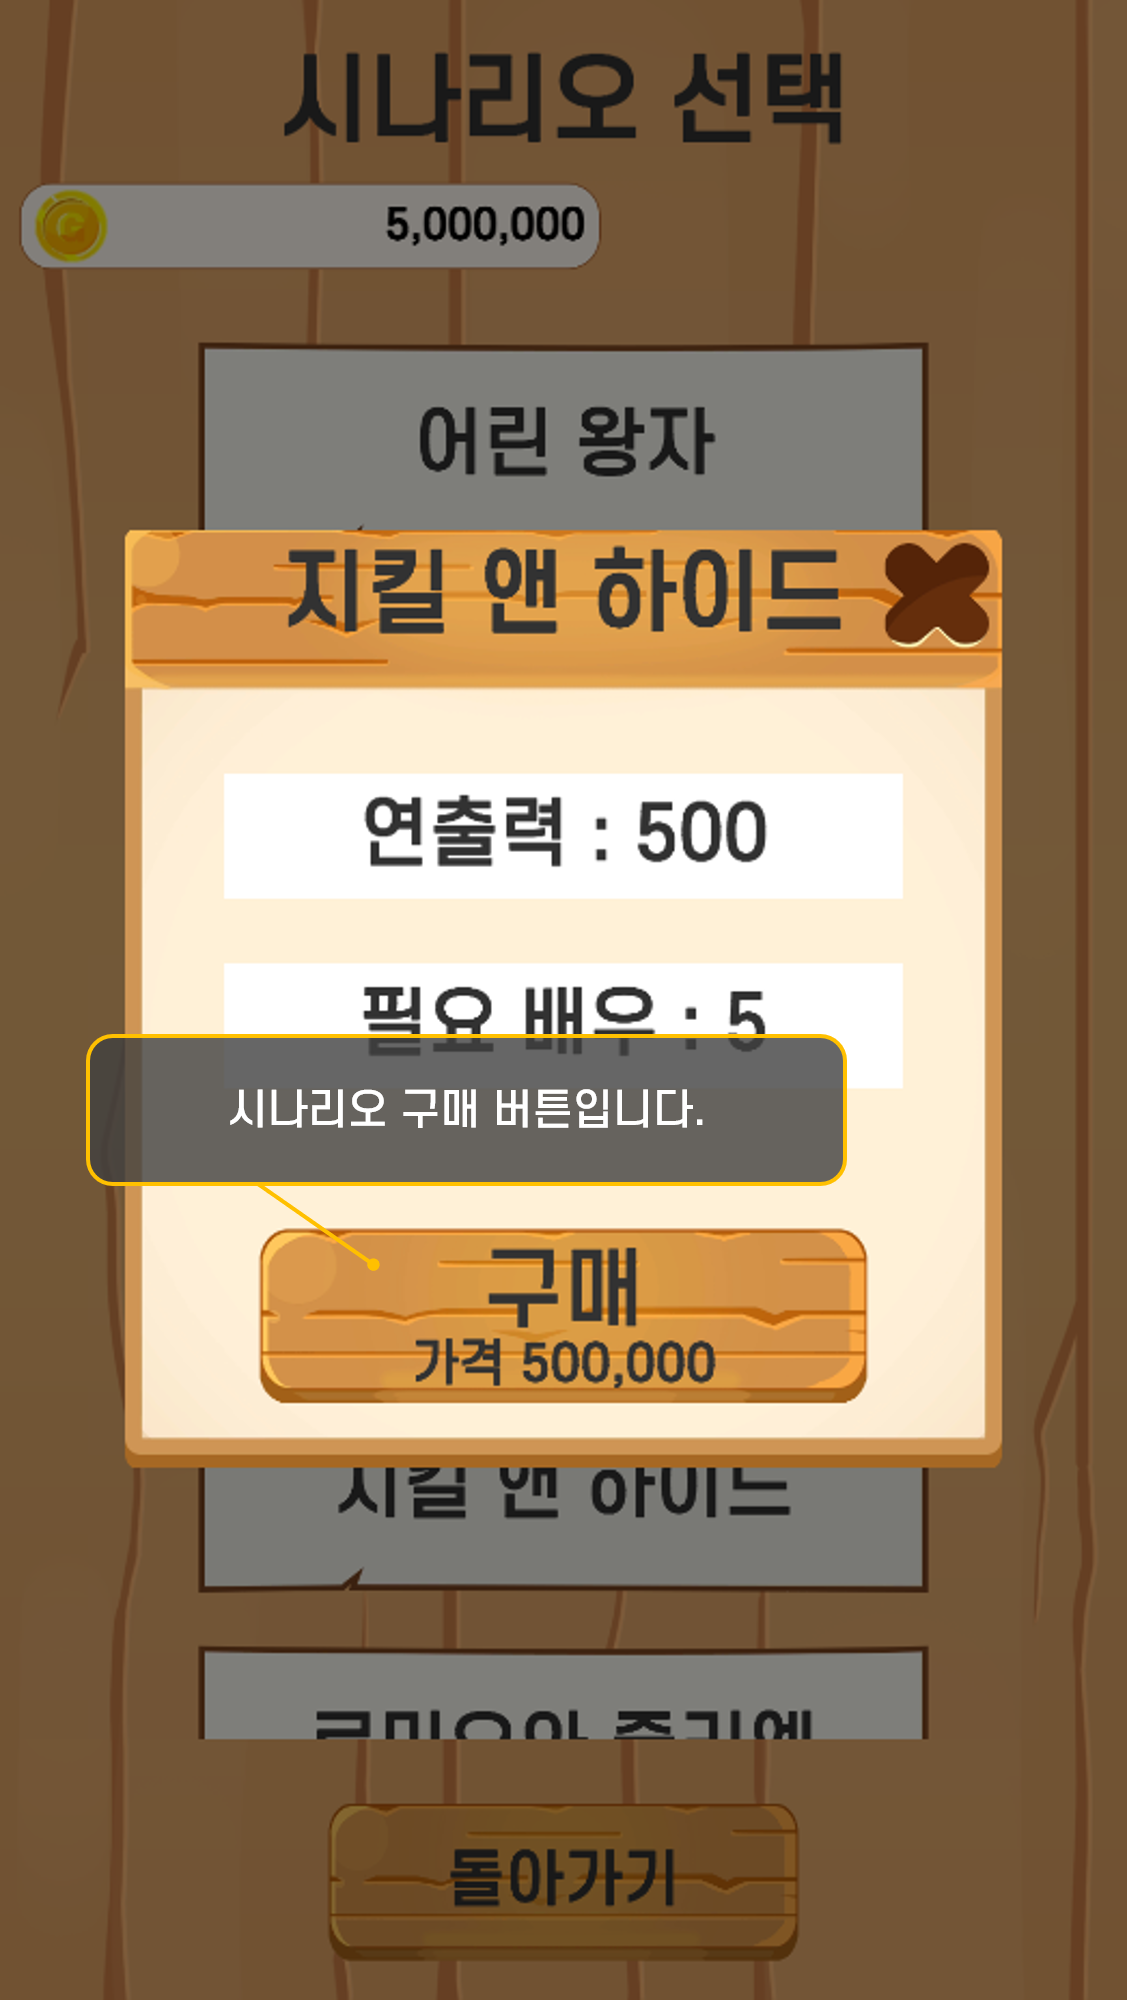 시나리오 선택
5,000,000
어린 왕자
지킬 앤 하이드
연출력 : 500
필요 배우 : 5
시나리오 구매 버튼입니다.
구매
가격 500,000
지킬 앤 하이드
로미오와 줄리엣
돌아가기